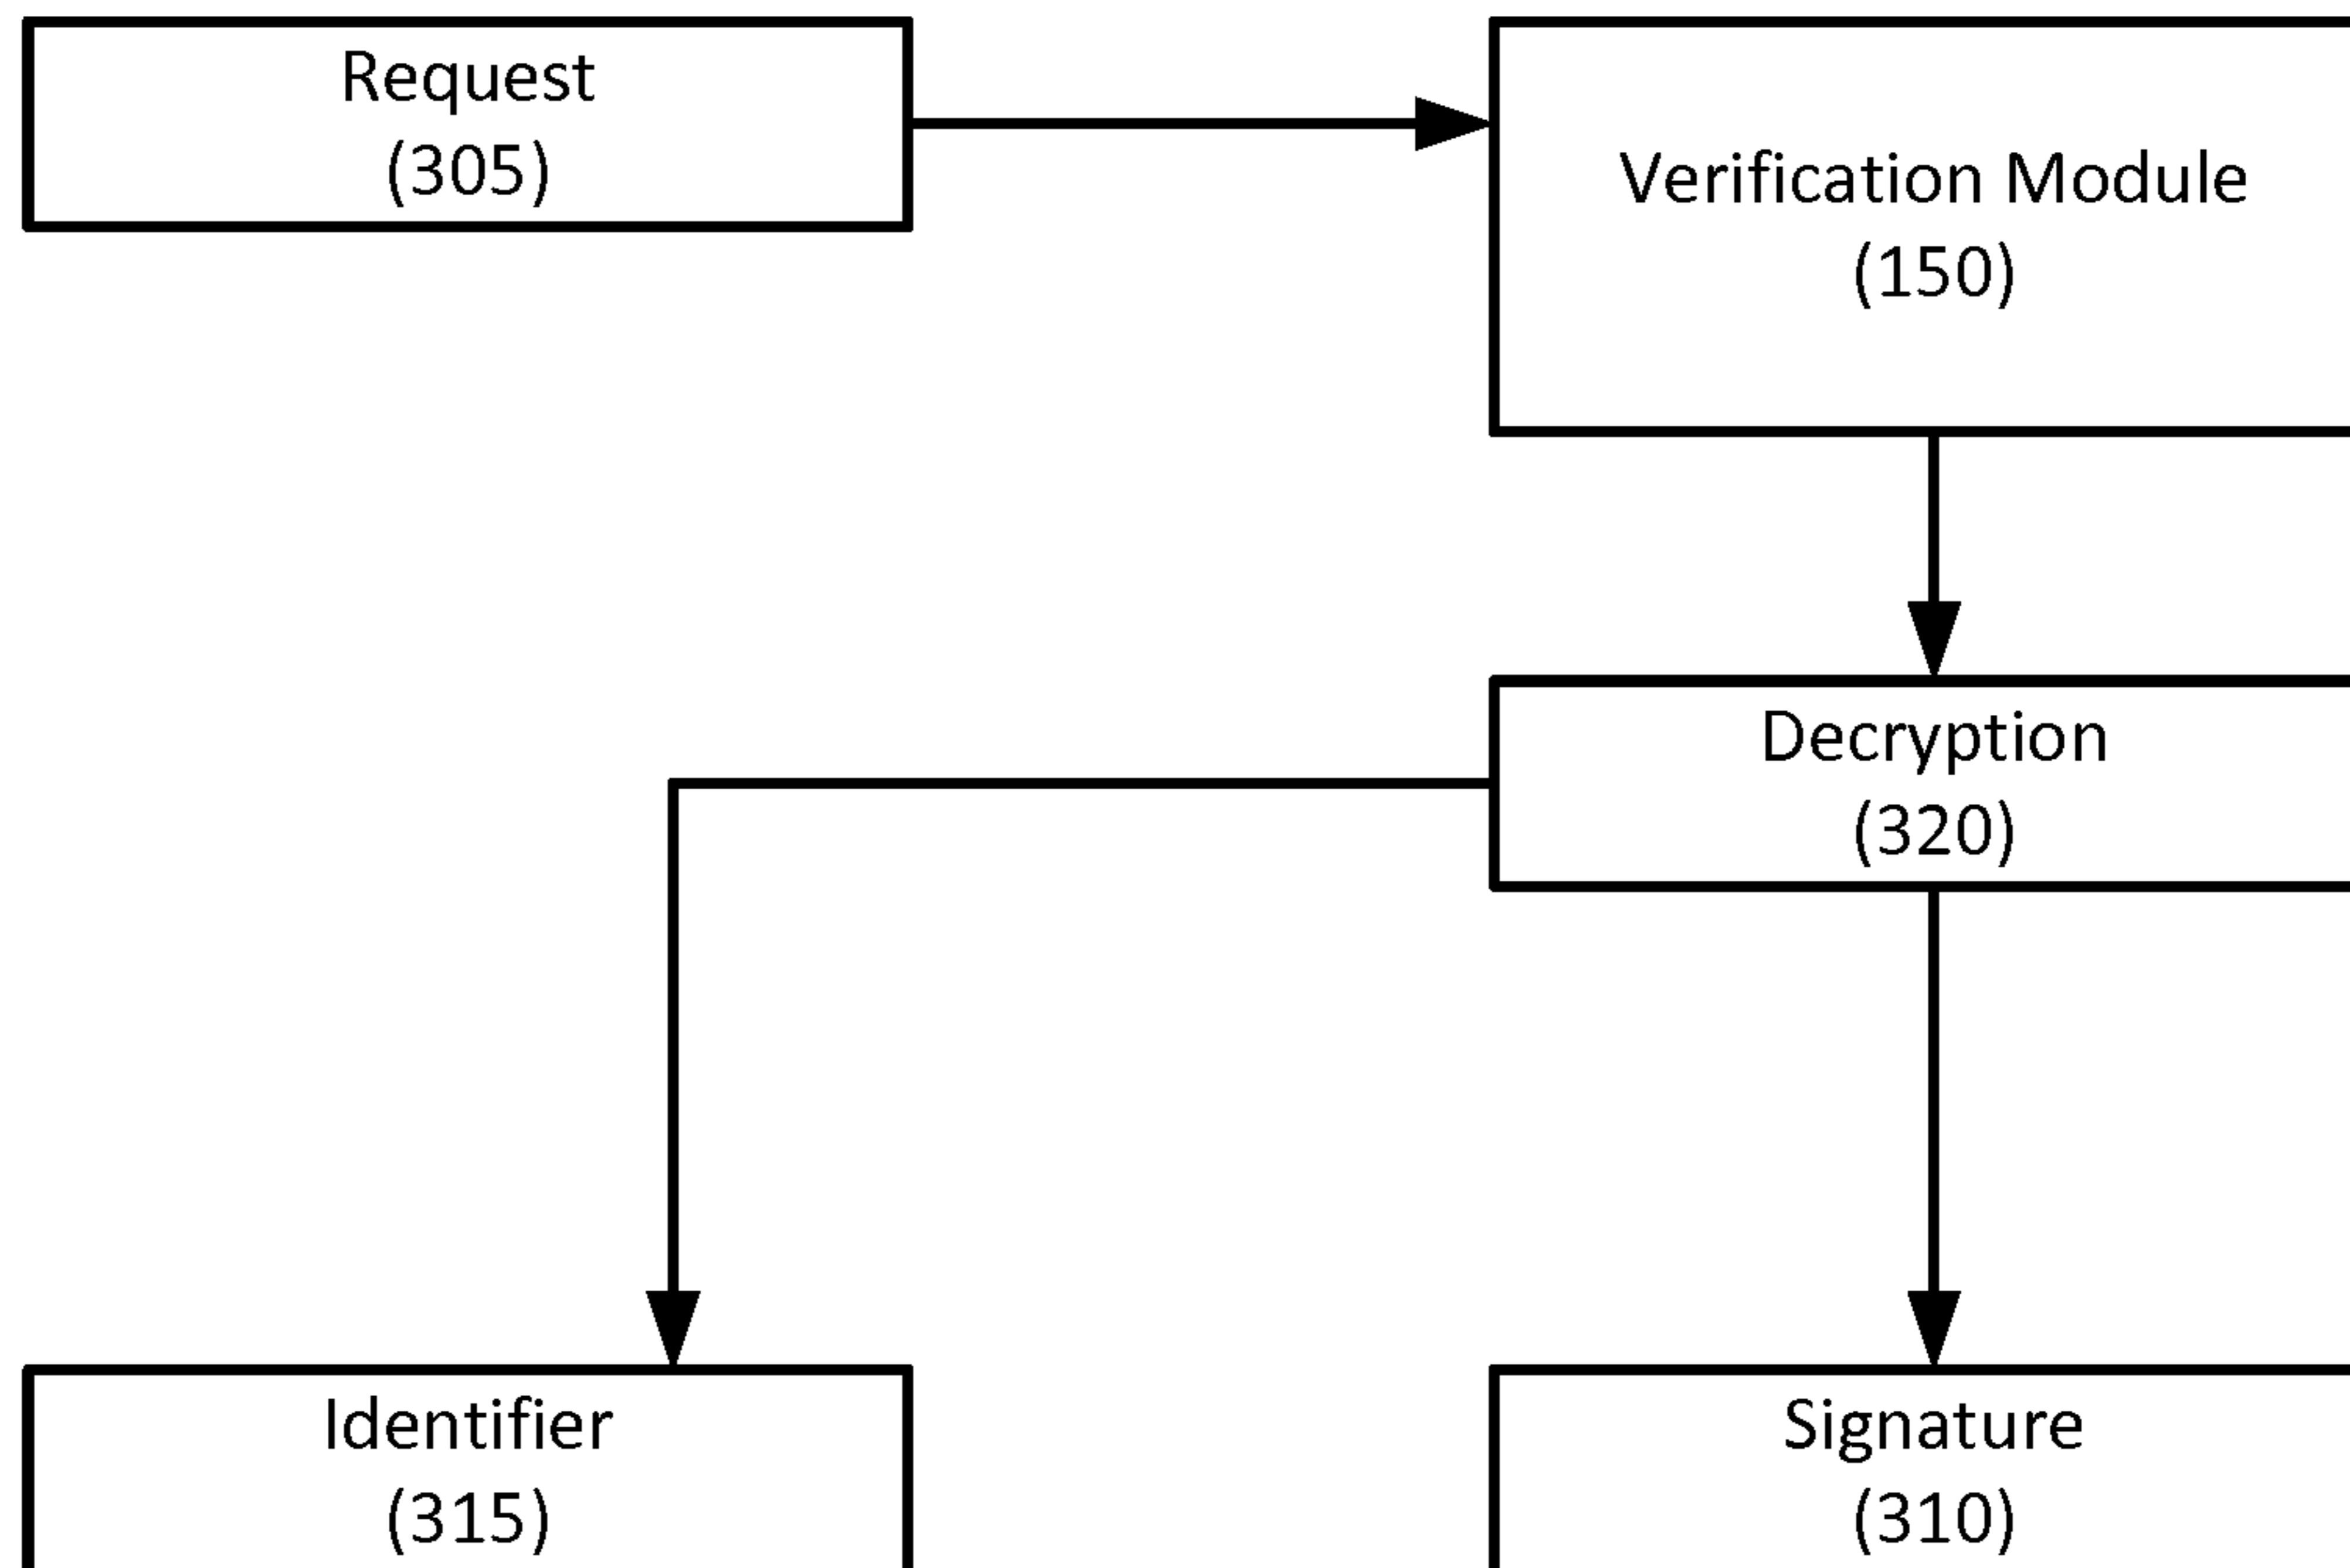 Request
(305)
Verification Module
(150)
Decryption
(320)
Identifier
(315)
Signature
(310)